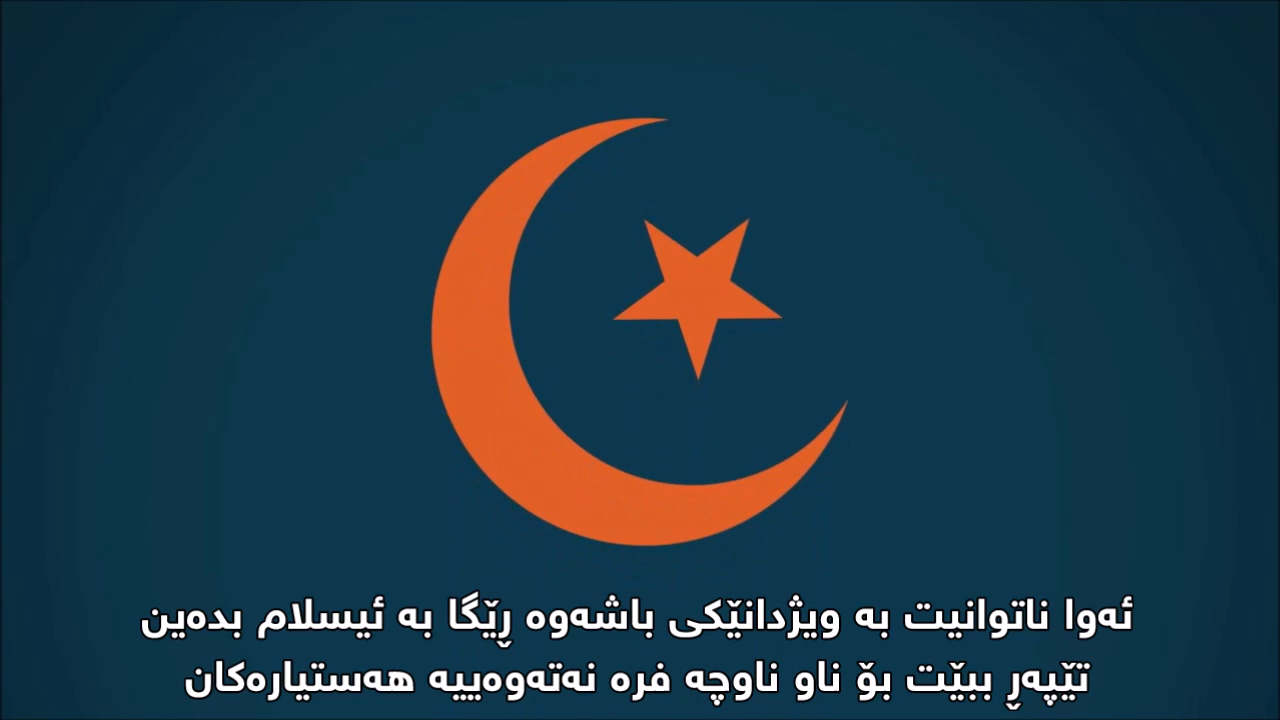 ئەوا ناتوانیت بە ویژدانێکی باشەوە ڕێگا بە ئیسلام بدەین
تێپەڕ ببێت بۆ ناو ناوچە فرە نەتەوەییە هەستیارەکان